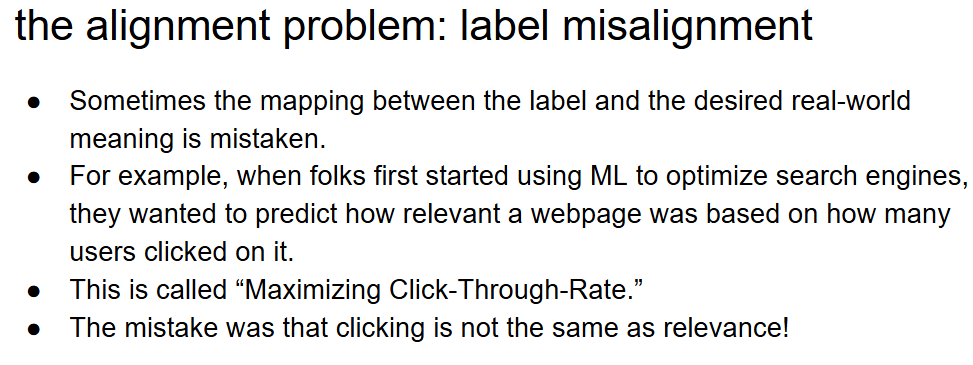 the alignment problem: label misalignment
● Sometimes the mapping between the label and the desired real-world
meaning is mistaken.
● For example, when folks first started using ML to optimize search engines,
they wanted to predict how relevant a webpage was based on how many
users clicked on it.
● This is called “Maximizing Click-Through-Rate.”
● The mistake was that clicking is not the same as relevance!